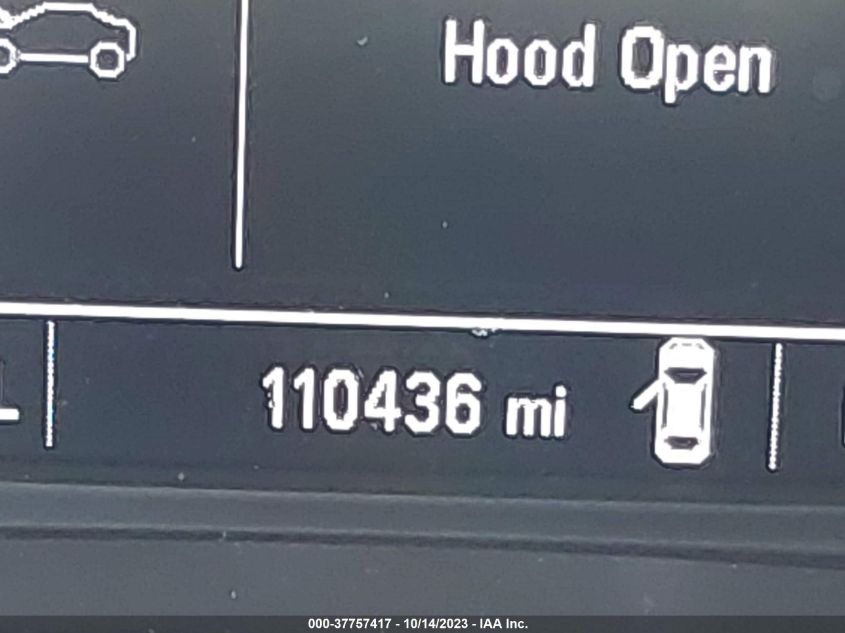 Hood Open
110436 mi
000-37757417 - 10/14/2023 - IAA Inc.